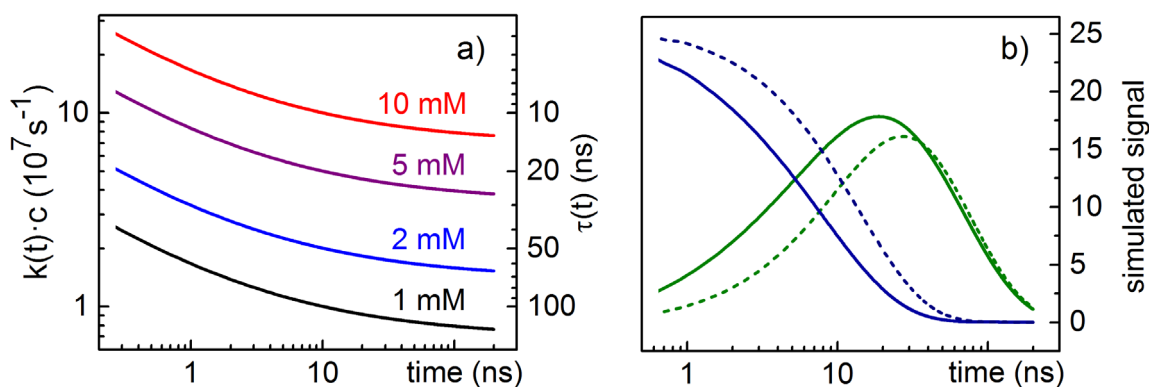 a)
k(t)·c (10⁷s⁻¹)
10
1
10 mM
5 mM
2 mM
1 mM
10
20
50
100
τ(t) (ns)
1
10
time (ns)
b)
25
20
15
10
5
0
simulated signal
1
10
time (ns)